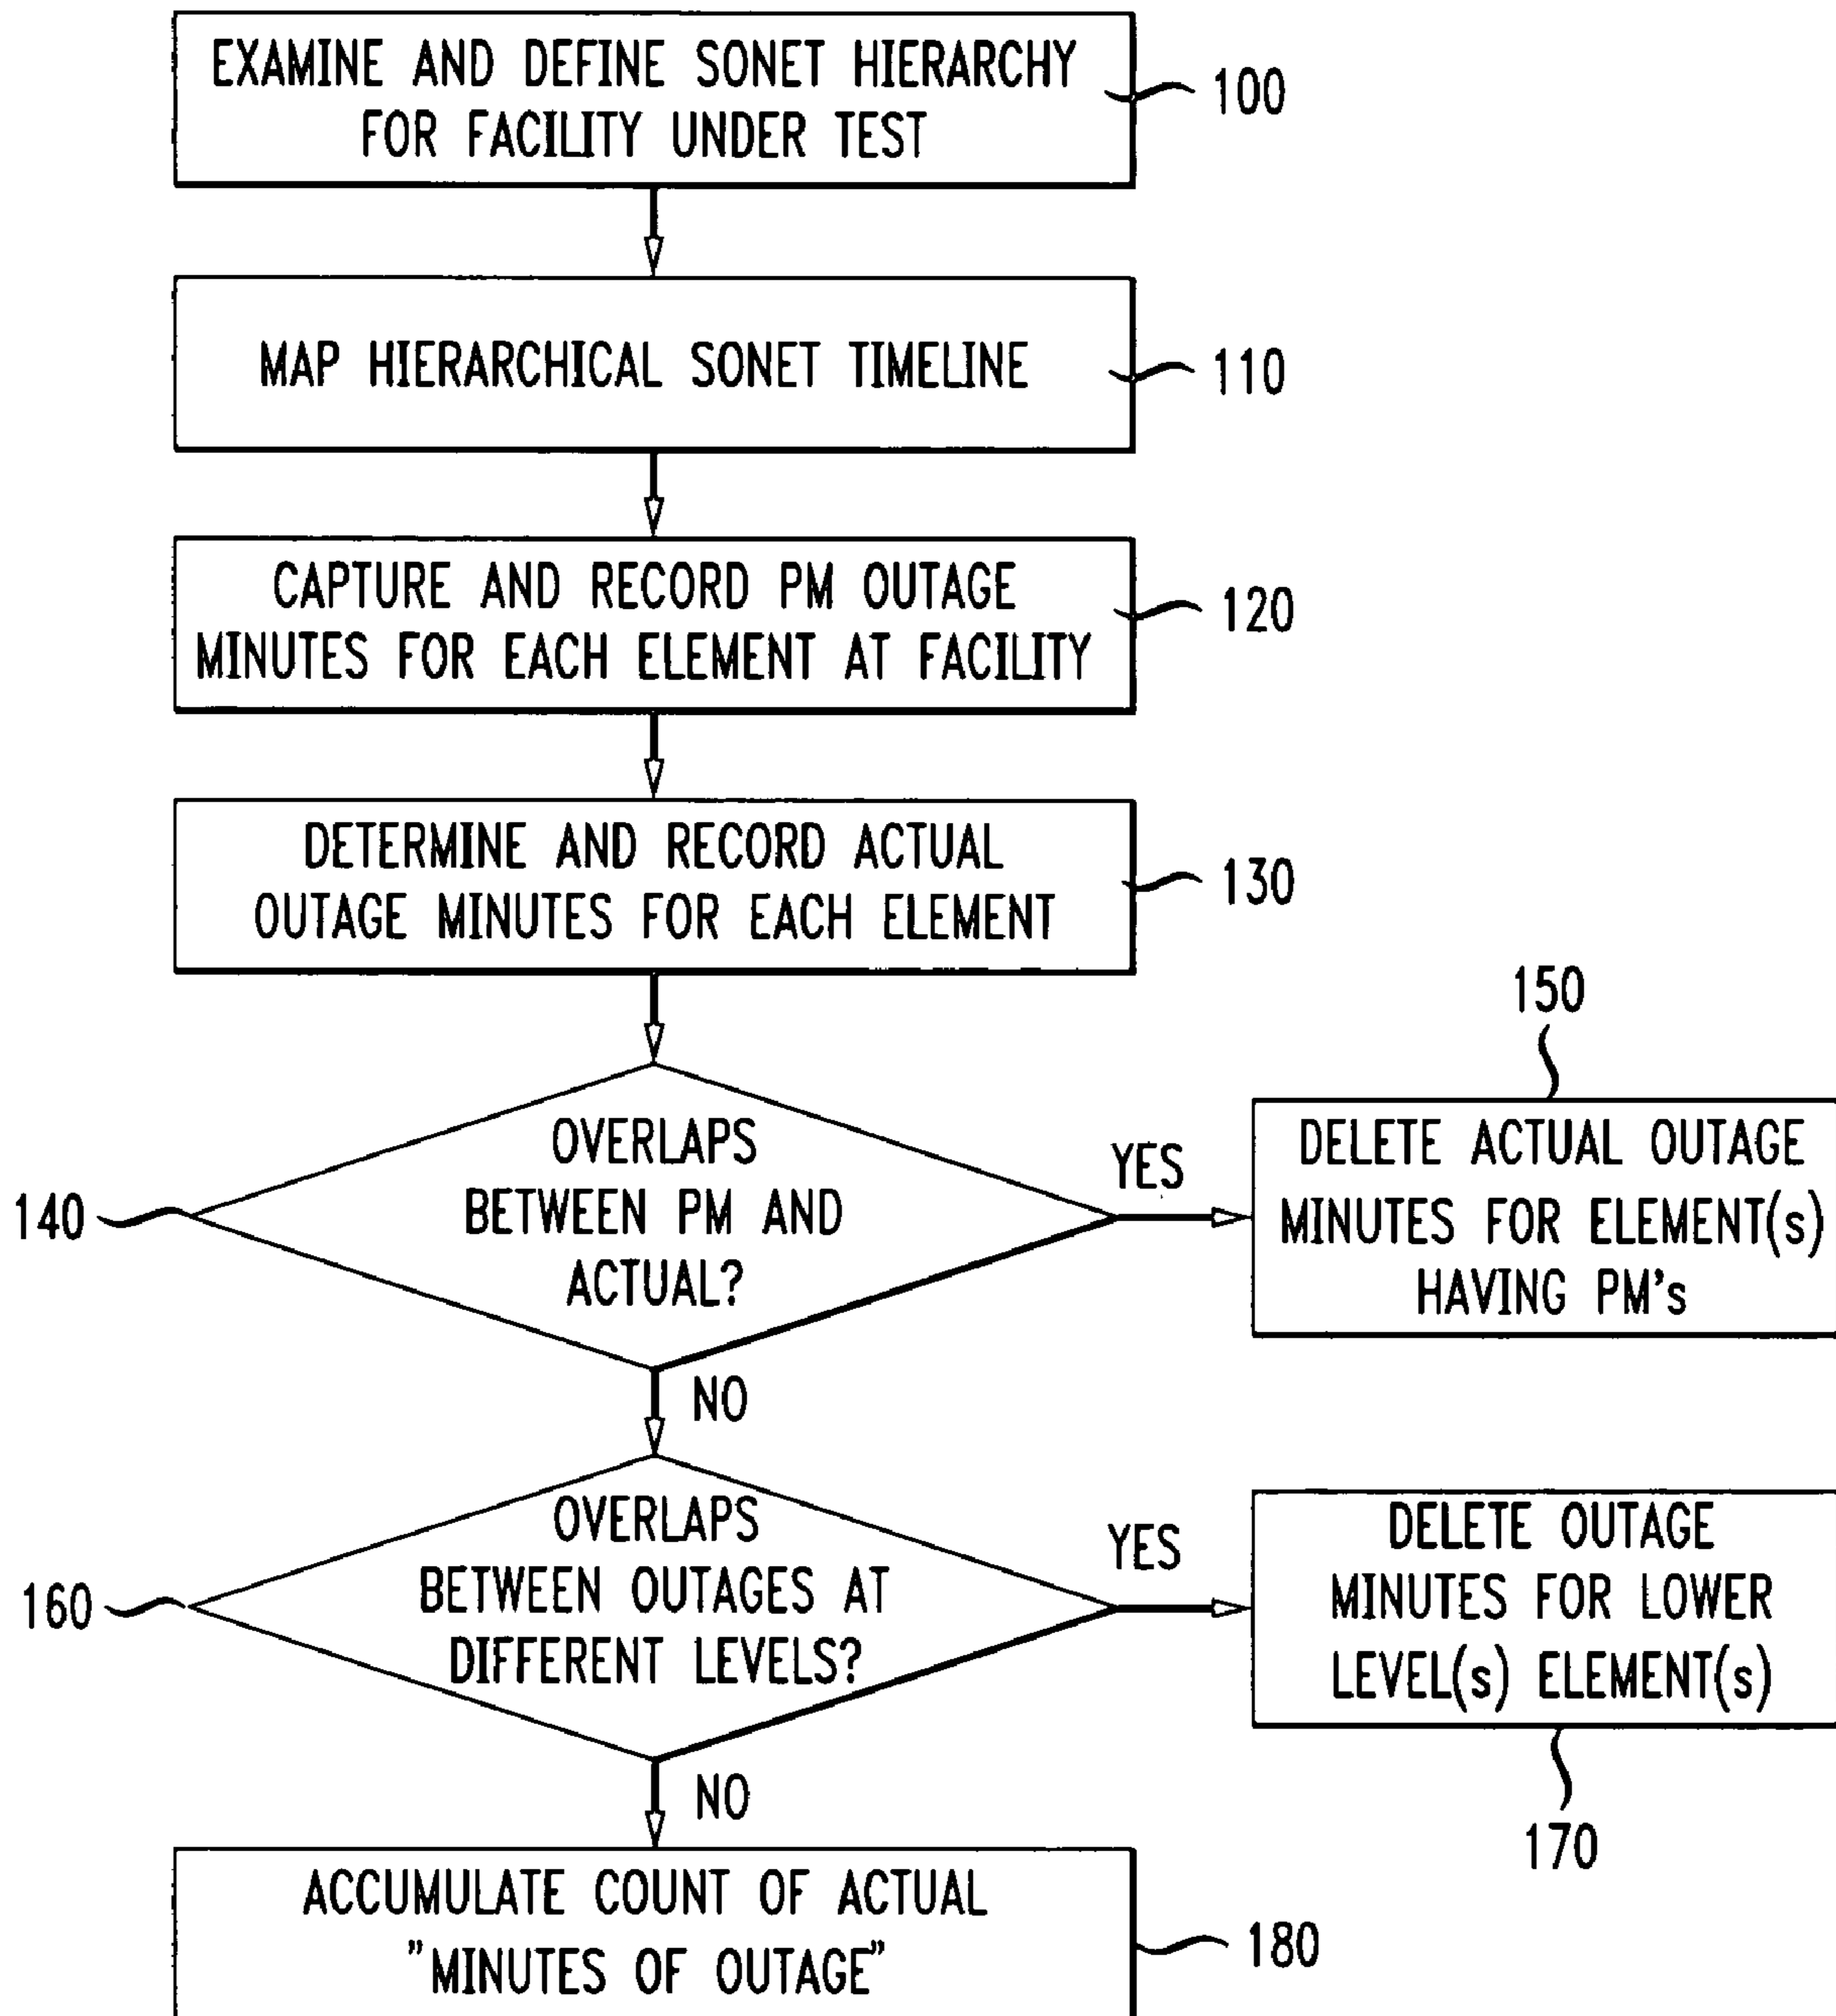 EXAMINE AND DEFINE SONET HIERARCHY
FOR FACILITY UNDER TEST
100
MAP HIERARCHICAL SONET TIMELINE
110
CAPTURE AND RECORD PM OUTAGE
MINUTES FOR EACH ELEMENT AT FACILITY
120
DETERMINE AND RECORD ACTUAL
OUTAGE MINUTES FOR EACH ELEMENT
130
OVERLAPS
BETWEEN PM AND
ACTUAL?
140
YES
150
DELETE ACTUAL OUTAGE
MINUTES FOR ELEMENT(s)
HAVING PM's
NO
OVERLAPS
BETWEEN OUTAGES AT
DIFFERENT LEVELS?
160
YES
DELETE OUTAGE
MINUTES FOR LOWER
LEVEL(s) ELEMENT(s)
170
NO
ACCUMULATE COUNT OF ACTUAL
"MINUTES OF OUTAGE"
180